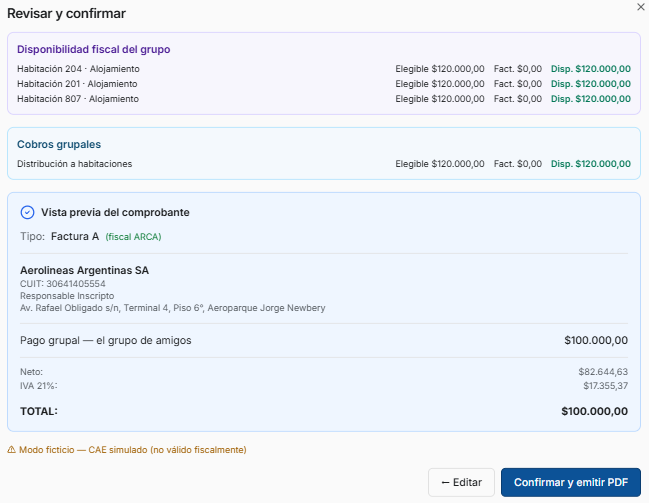 Revisar y confirmar
Disponibilidad fiscal del grupo
Habitación 204 · Alojamiento Elegible $120.000,00 Fact. $0,00 Disp. $120.000,00
Habitación 201 · Alojamiento Elegible $120.000,00 Fact. $0,00 Disp. $120.000,00
Habitación 807 · Alojamiento Elegible $120.000,00 Fact. $0,00 Disp. $120.000,00
Cobros grupales
Distribución a habitaciones Elegible $120.000,00 Fact. $0,00 Disp. $120.000,00
Vista previa del comprobante
Tipo: Factura A (fiscal ARCA)
Aerolineas Argentinas SA
CUIT: 30641405554
Responsable Inscripto
Av. Rafael Obligado s/n, Terminal 4, Piso 6°, Aeroparque Jorge Newbery
Pago grupal — el grupo de amigos $100.000,00
Neto: $82.644,63
IVA 21%: $17.355,37
TOTAL: $100.000,00
Modo ficticio — CAE simulado (no válido fiscalmente)
← Editar Confirmar y emitir PDF